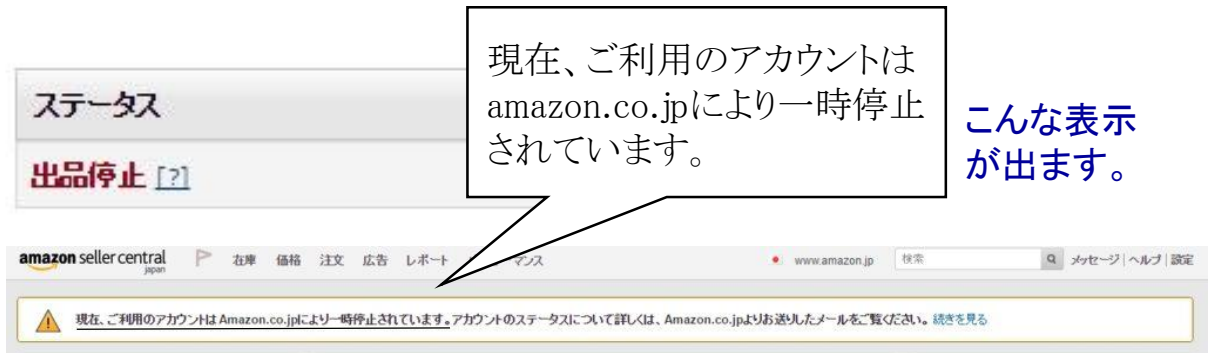 現在、ご利用のアカウントは
amazon.co.jpにより一時停止
されています。
こんな表示
が出ます。
ステータス
出品停止 [?]
amazon seller central
japan
在庫 価格 注文 広告 レポート マンス www.amazon.jp 検索 メッセージ | ヘルプ | 設定
現在、ご利用のアカウントは Amazon.co.jpにより一時停止されています。アカウントのステータスについて詳しくは、Amazon.co.jpよりお送りしたメールをご覧ください。 続きを見る